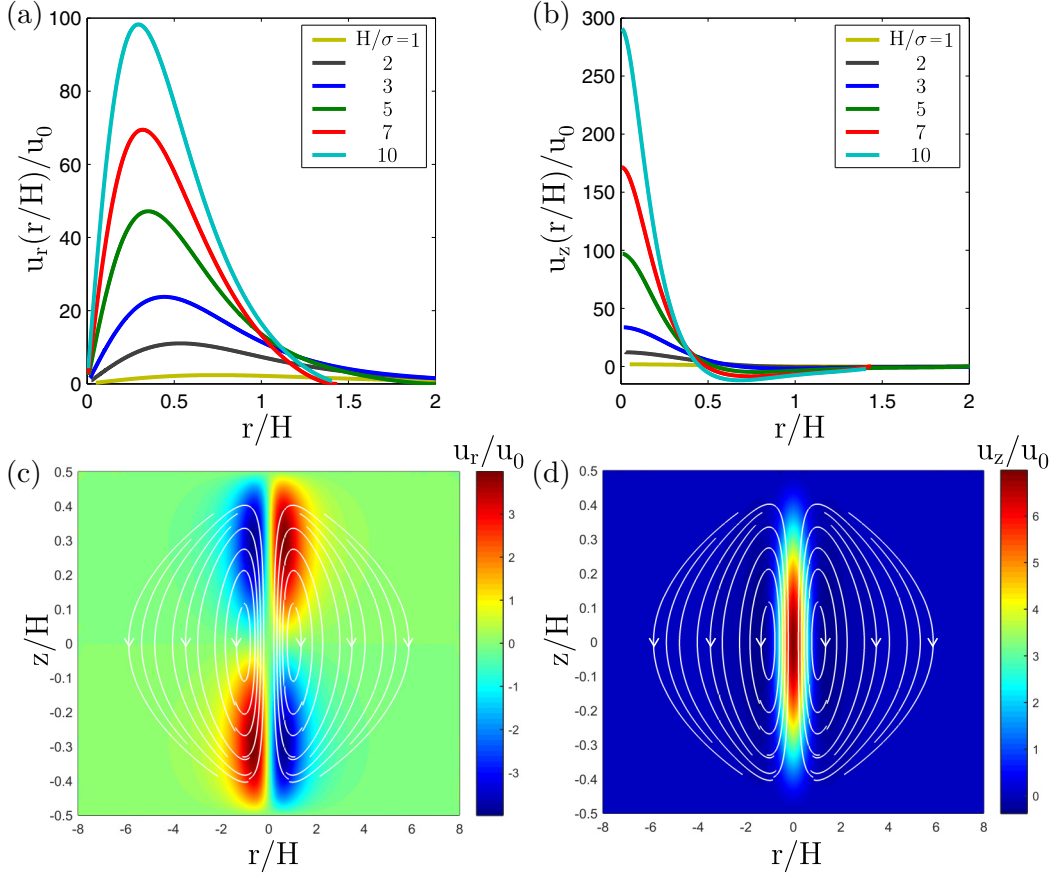 (a)
100
80
60
40
20
0
u_r(r/H)/u_0
H/σ=1
2
3
5
7
10
0 0.5 1 1.5 2
r/H
(b)
300
250
200
150
100
50
0
u_z(r/H)/u_0
H/σ=1
2
3
5
7
10
0 0.5 1 1.5 2
r/H
(c)
u_r/u_0
0.5
0.4
0.3
0.2
0.1
0
-0.1
-0.2
-0.3
-0.4
-0.5
z/H
-8 -6 -4 -2 0 2 4 6 8
r/H
3
2
1
0
-1
-2
-3
(d)
u_z/u_0
0.5
0.4
0.3
0.2
0.1
0
-0.1
-0.2
-0.3
-0.4
-0.5
z/H
-8 -6 -4 -2 0 2 4 6 8
r/H
6
5
4
3
2
1
0